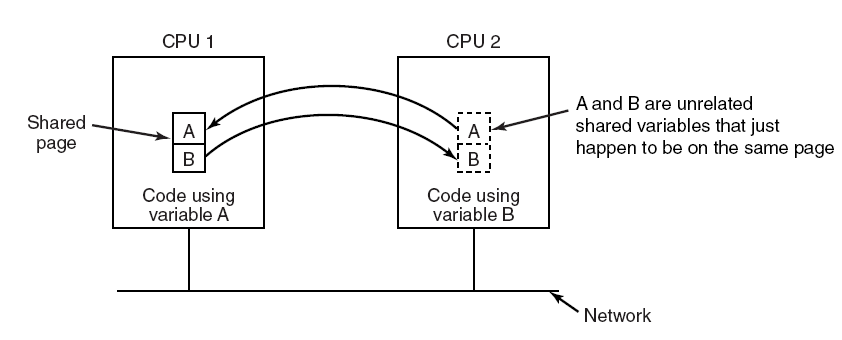 CPU 1
CPU 2
Shared
page
A
B
A
B
A and B are unrelated
shared variables that just
happen to be on the same page
Code using
variable A
Code using
variable B
Network